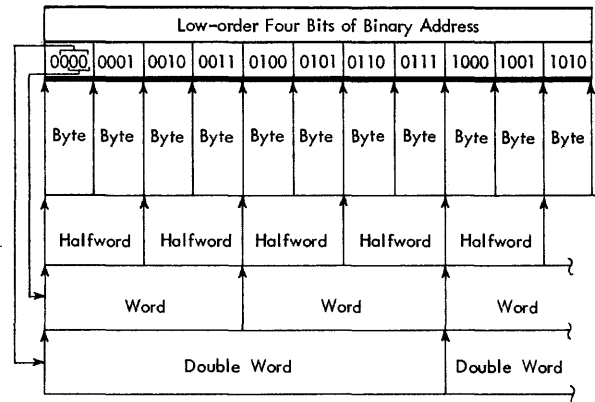 Low-order Four Bits of Binary Address
0000 0001 0010 0011 0100 0101 0110 0111 1000 1001 1010
Byte Byte Byte Byte Byte Byte Byte Byte Byte Byte Byte
Halfword Halfword Halfword Halfword Halfword
Word Word Word
Double Word Double Word